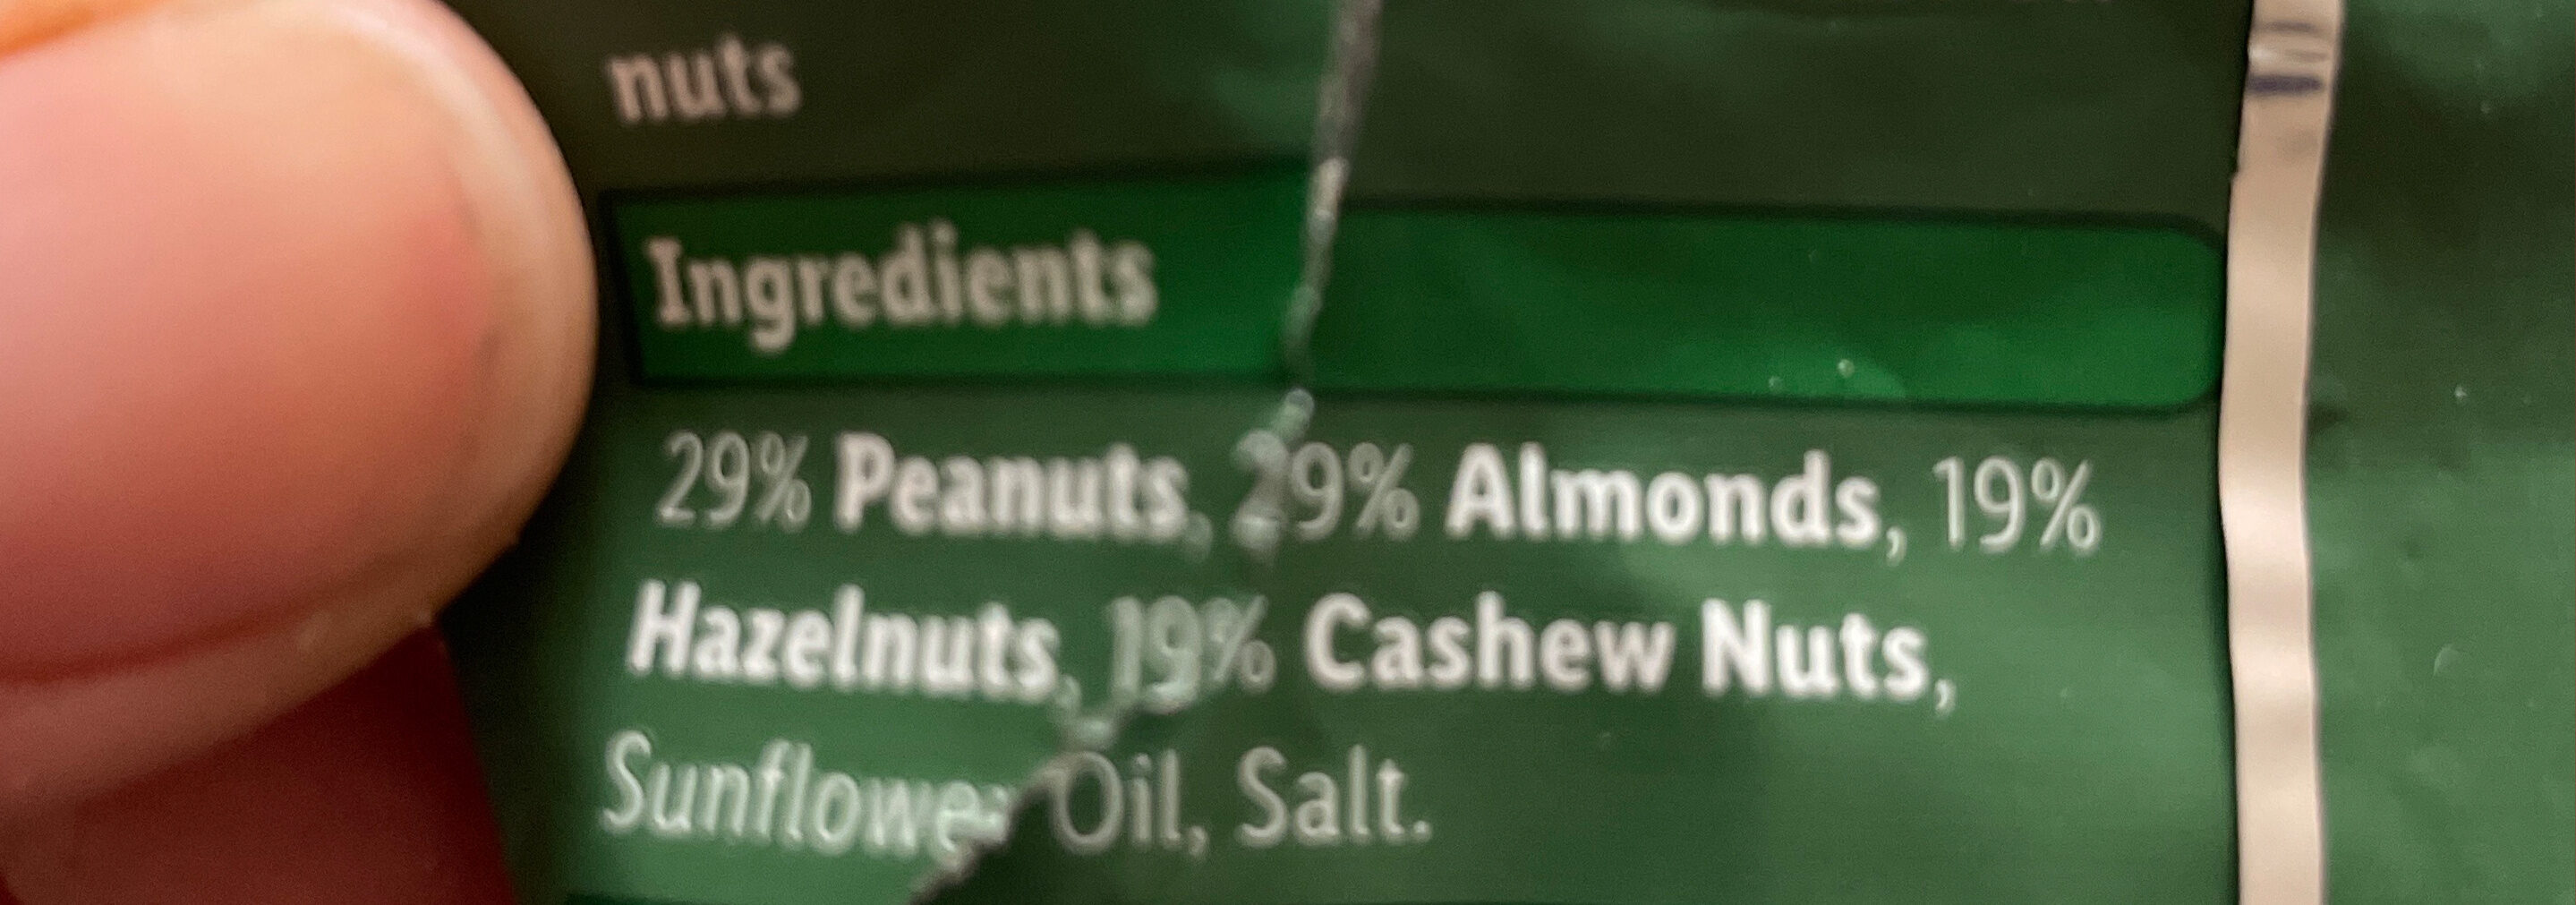 nuts
Ingredients
29% Peanuts, 29% Almonds, 19%
Hazelnuts, 19% Cashew Nuts,
Sunflower Oil, Salt.